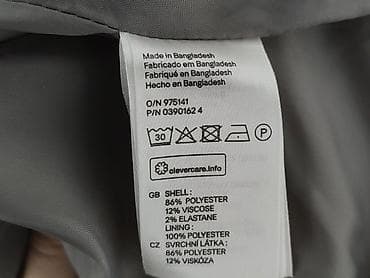 Made in Bangladesh
Fabricado em Bangladesh
Fabriqué en Bangladesh
Hecho en Bangladesh
O/N 975141
P/N 0390162 4
30 P
clevercare.info
GB SHELL:
86% POLYESTER
12% VISCOSE
2% ELASTANE
LINING:
100% POLYESTER
CZ SVRCHNÍ LÁTKA:
86% POLYESTER
12% VISKÓZA